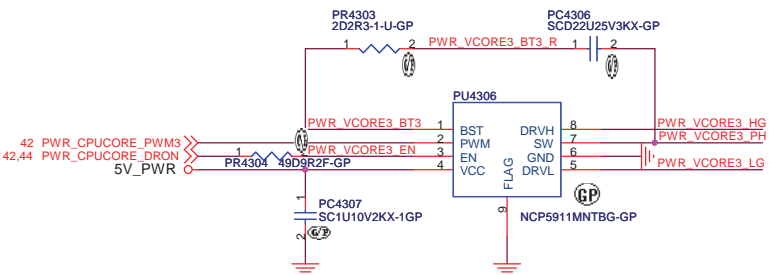 PR4303
2D2R3-1-U-GP
1 2
PWR_VCORE3_BT3_R
PC4306
SCD22U25V3KX-GP
1 2
PU4306
PWR_VCORE3_BT3
1 BST DRVH 8
PWR_VCORE3_HG
42 PWR_CPUCORE_PWM3
2 PWM SW 7
PWR_VCORE3_PH
42,44 PWR_CPUCORE_DRON
1
PWR_VCORE3_EN
3 EN GND 6
PR4304 49D9R2F-GP
5V_PWR
4 VCC DRVL 5
PWR_VCORE3_LG
FLAG
9
GP
NCP5911MNTBG-GP
1
PC4307
SC1U10V2KX-1GP
2